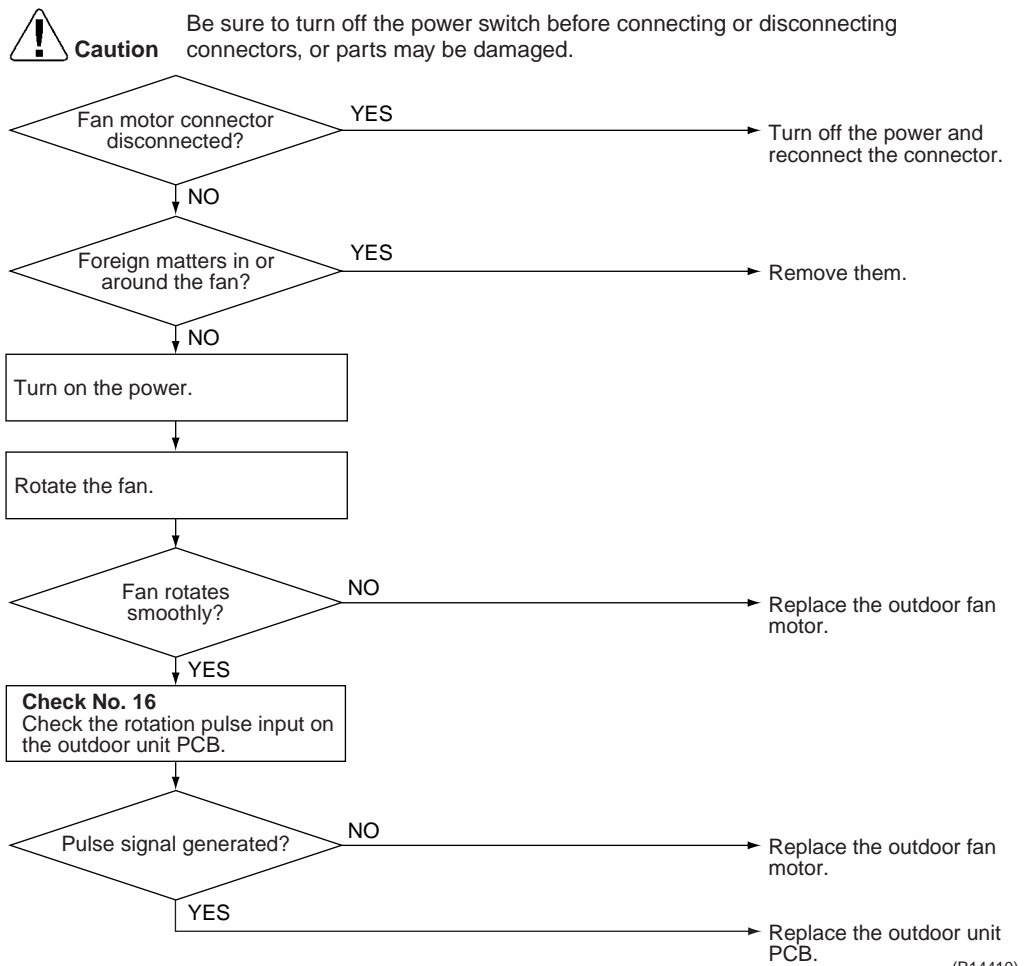 Be sure to turn off the power switch before connecting or disconnecting
Caution connectors, or parts may be damaged.
Fan motor connector
disconnected?
YES
Turn off the power and
reconnect the connector.
NO
Foreign matters in or
around the fan?
YES
Remove them.
NO
Turn on the power.
Rotate the fan.
Fan rotates
smoothly?
NO
Replace the outdoor fan
motor.
YES
Check No. 16
Check the rotation pulse input on
the outdoor unit PCB.
Pulse signal generated?
NO
Replace the outdoor fan
motor.
YES
Replace the outdoor unit
PCB.